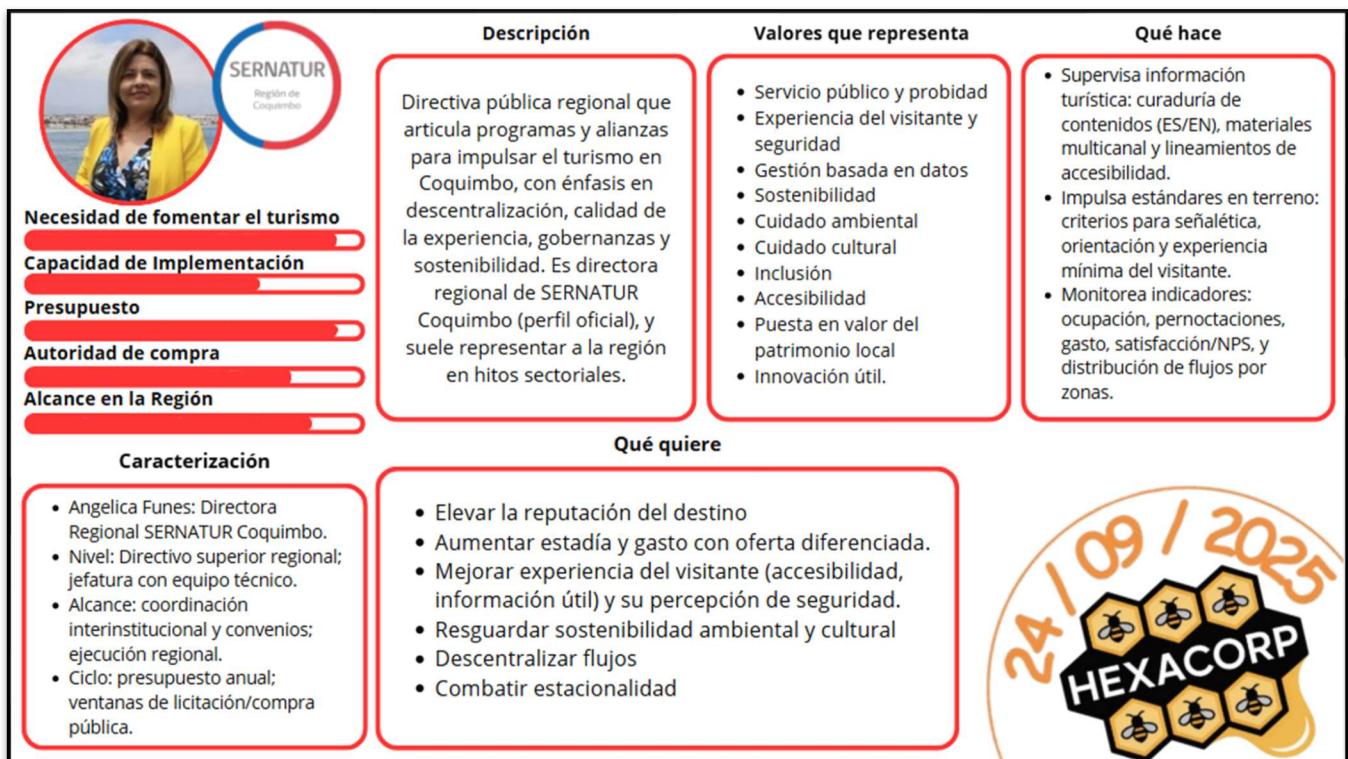 SERNATUR
Región de
Coquimbo
Necesidad de fomentar el turismo
Capacidad de Implementación
Presupuesto
Autoridad de compra
Alcance en la Región
Descripción
Directiva pública regional que
articula programas y alianzas
para impulsar el turismo en
Coquimbo, con énfasis en
descentralización, calidad de
la experiencia, gobernanzas y
sostenibilidad. Es directora
regional de SERNATUR
Coquimbo (perfil oficial), y
suele representar a la región
en hitos sectoriales.
Valores que representa
• Servicio público y probidad
• Experiencia del visitante y
seguridad
• Gestión basada en datos
• Sostenibilidad
• Cuidado ambiental
• Cuidado cultural
• Inclusión
• Accesibilidad
• Puesta en valor del
patrimonio local
• Innovación útil.
Qué hace
• Supervisa información
turística: curaduría de
contenidos (ES/EN), materiales
multicanal y lineamientos de
accesibilidad.
• Impulsa estándares en terreno:
criterios para señalética,
orientación y experiencia
mínima del visitante.
• Monitorea indicadores:
ocupación, pernoctaciones,
gasto, satisfacción/NPS, y
distribución de flujos por
zonas.
Caracterización
• Angelica Funes: Directora
Regional SERNATUR Coquimbo.
• Nivel: Directivo superior regional;
jefatura con equipo técnico.
• Alcance: coordinación
interinstitucional y convenios;
ejecución regional.
• Ciclo: presupuesto anual;
ventanas de licitación/compra
pública.
Qué quiere
• Elevar la reputación del destino
• Aumentar estadía y gasto con oferta diferenciada.
• Mejorar experiencia del visitante (accesibilidad,
información útil) y su percepción de seguridad.
• Resguardar sostenibilidad ambiental y cultural
• Descentralizar flujos
• Combatir estacionalidad
24 / 09 / 2025
HEXACORP